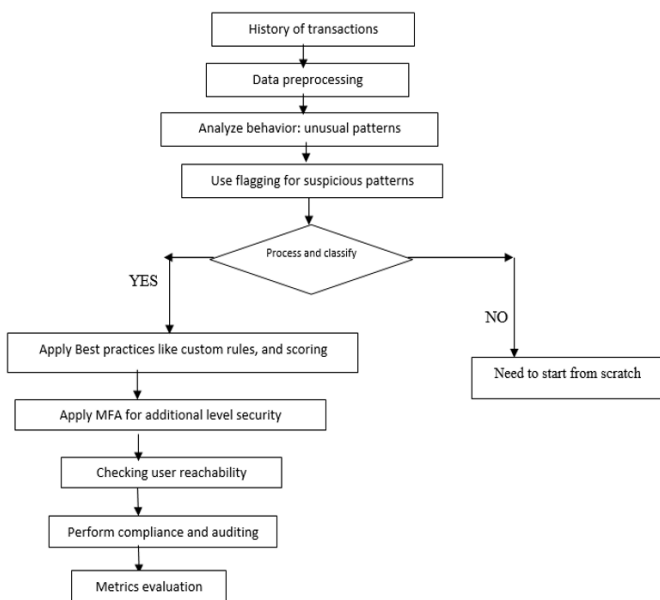 History of transactions
Data preprocessing
Analyze behavior: unusual patterns
Use flagging for suspicious patterns
Process and classify
YES
NO
Apply Best practices like custom rules, and scoring
Need to start from scratch
Apply MFA for additional level security
Checking user reachability
Perform compliance and auditing
Metrics evaluation